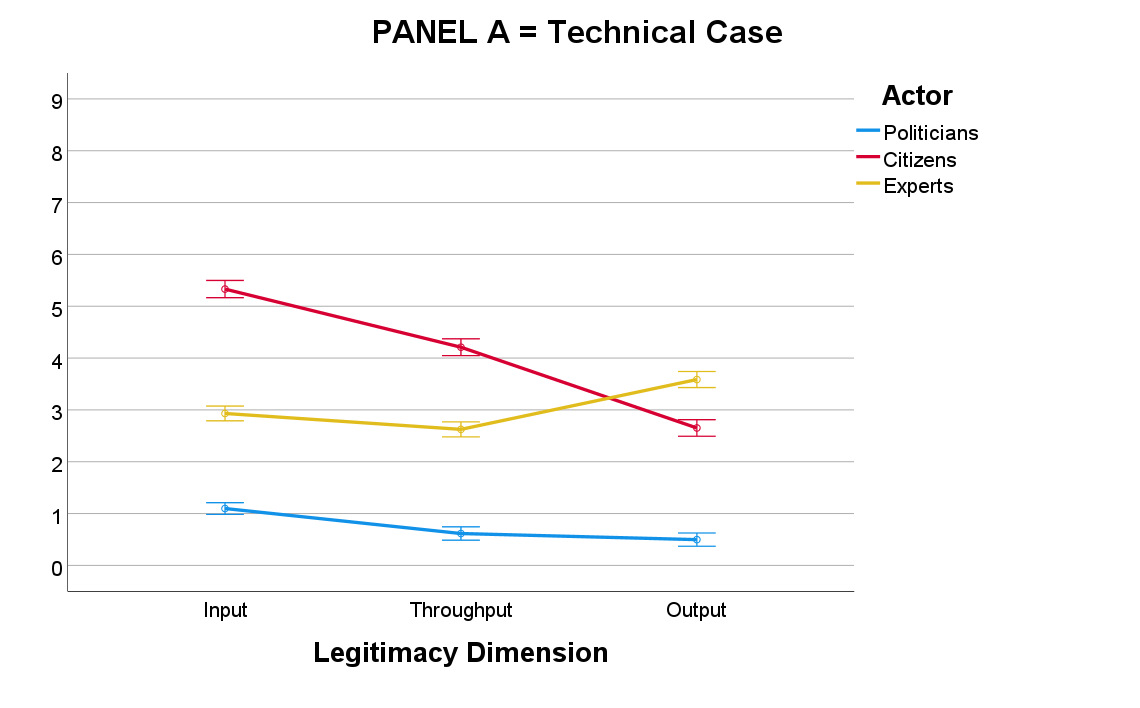 PANEL A = Technical Case
Actor
Politicians
Citizens
Experts
9
8
7
6
5
4
3
2
1
0
Input Throughput Output
Legitimacy Dimension